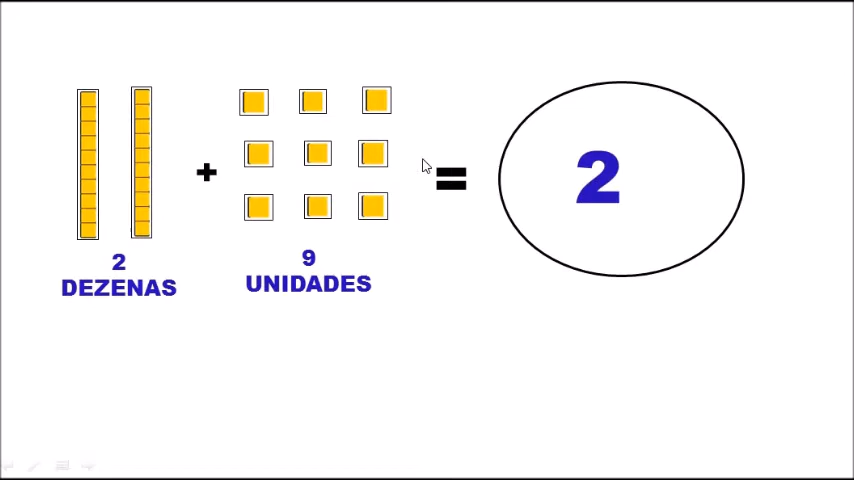 +
=
2
2
DEZENAS
9
UNIDADES